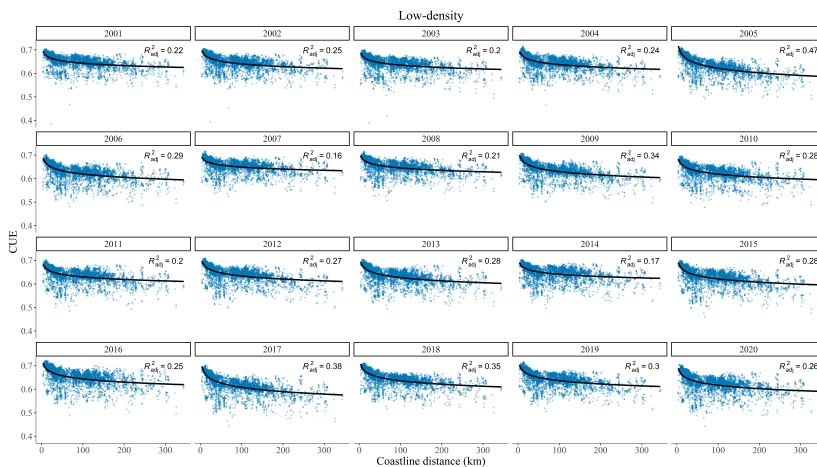 Low-density
2001 2002 2003 2004 2005
0.7 R²adj = 0.22 R²adj = 0.25 R²adj = 0.2 R²adj = 0.24 R²adj = 0.47
0.6
0.5
0.4
2006 2007 2008 2009 2010
0.7 R²adj = 0.29 R²adj = 0.16 R²adj = 0.21 R²adj = 0.34 R²adj = 0.28
0.6
0.5
0.4
CUE
2011 2012 2013 2014 2015
0.7 R²adj = 0.2 R²adj = 0.27 R²adj = 0.28 R²adj = 0.17 R²adj = 0.28
0.6
0.5
0.4
2016 2017 2018 2019 2020
0.7 R²adj = 0.25 R²adj = 0.38 R²adj = 0.35 R²adj = 0.3 R²adj = 0.26
0.6
0.5
0.4
0 100 200 300 0 100 200 300 0 100 200 300 0 100 200 300 0 100 200 300
Coastline distance (km)